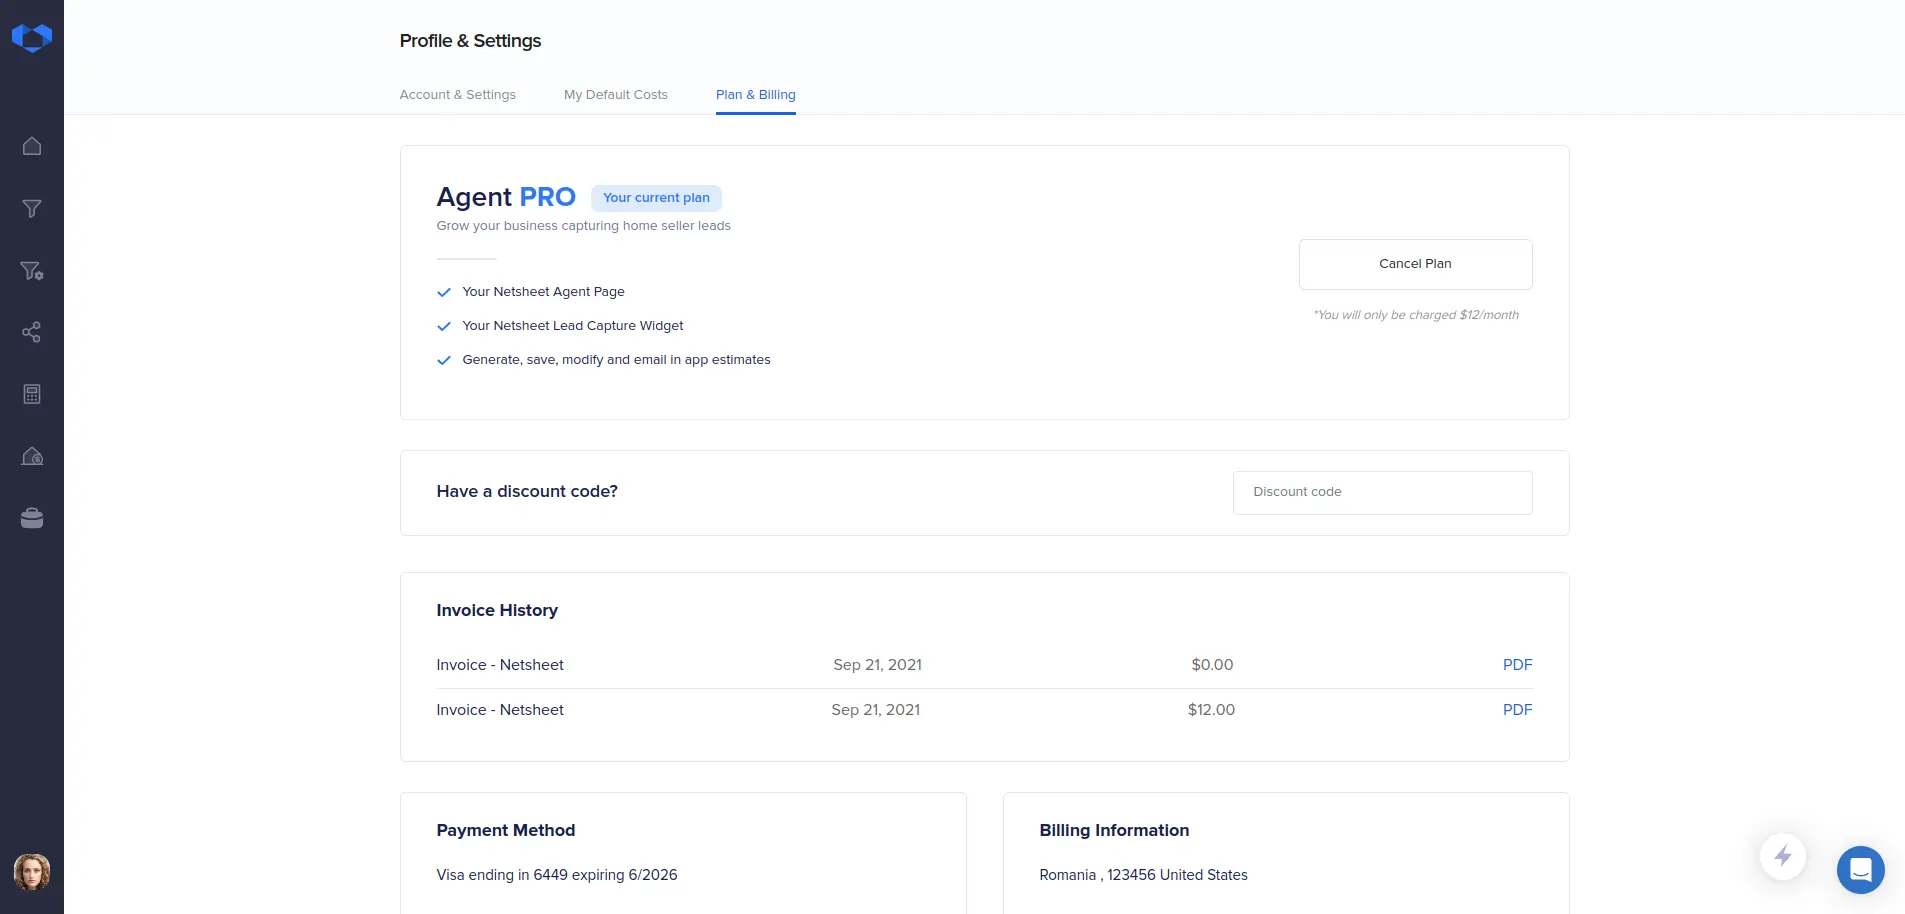 Profile & Settings
Account & Settings
My Default Costs
Plan & Billing
Agent PRO
Your current plan
Grow your business capturing home seller leads
Your Netsheet Agent Page
Your Netsheet Lead Capture Widget
Generate, save, modify and email in app estimates
Cancel Plan
*You will only be charged $12/month
Have a discount code?
Discount code
Invoice History
Invoice - Netsheet Sep 21, 2021 $0.00 PDF
Invoice - Netsheet Sep 21, 2021 $12.00 PDF
Payment Method
Visa ending in 6449 expiring 6/2026
Billing Information
Romania , 123456 United States